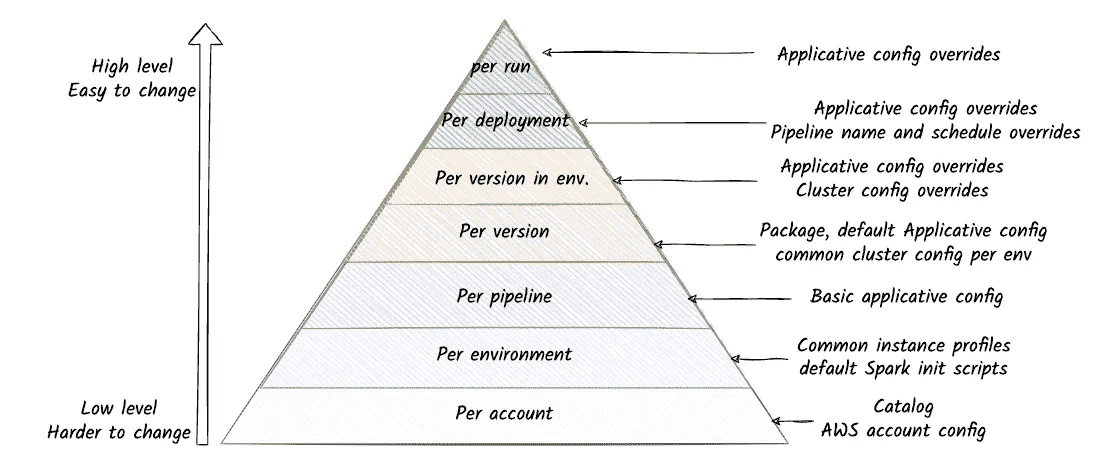 High level
Easy to change
per run
Applicative config overrides
Per deployment
Applicative config overrides
Pipeline name and schedule overrides
Per version in env.
Applicative config overrides
Cluster config overrides
Per version
Package, default Applicative config
common cluster config per env
Per pipeline
Basic applicative config
Per environment
Common instance profiles
default Spark init scripts
Low level
Harder to change
Per account
Catalog
AWS account config